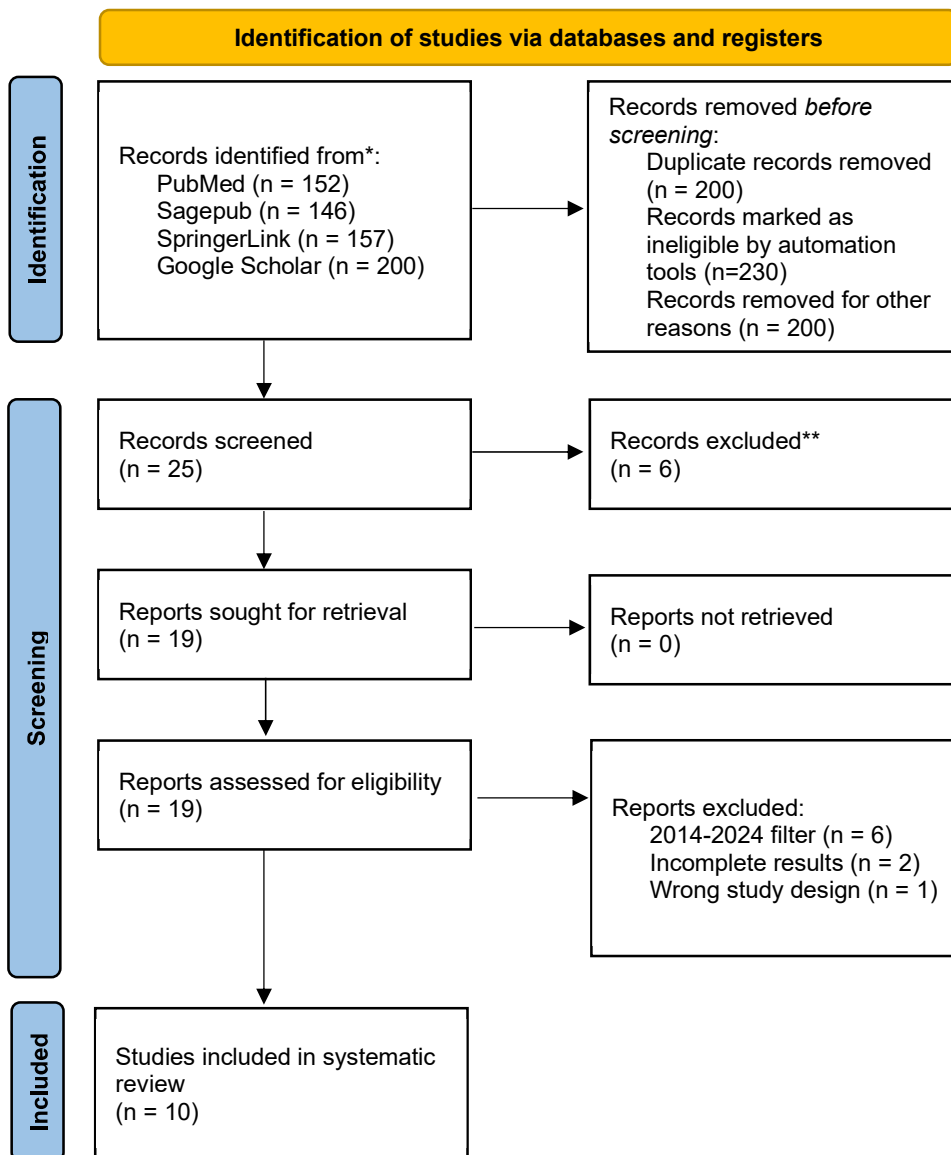 Identification of studies via databases and registers
Identification
Records identified from*:
PubMed (n = 152)
Sagepub (n = 146)
SpringerLink (n = 157)
Google Scholar (n = 200)
Records removed before
screening:
Duplicate records removed
(n = 200)
Records marked as
ineligible by automation
tools (n=230)
Records removed for other
reasons (n = 200)
Screening
Records screened
(n = 25)
Records excluded**
(n = 6)
Reports sought for retrieval
(n = 19)
Reports not retrieved
(n = 0)
Reports assessed for eligibility
(n = 19)
Reports excluded:
2014-2024 filter (n = 6)
Incomplete results (n = 2)
Wrong study design (n = 1)
Included
Studies included in systematic
review
(n = 10)